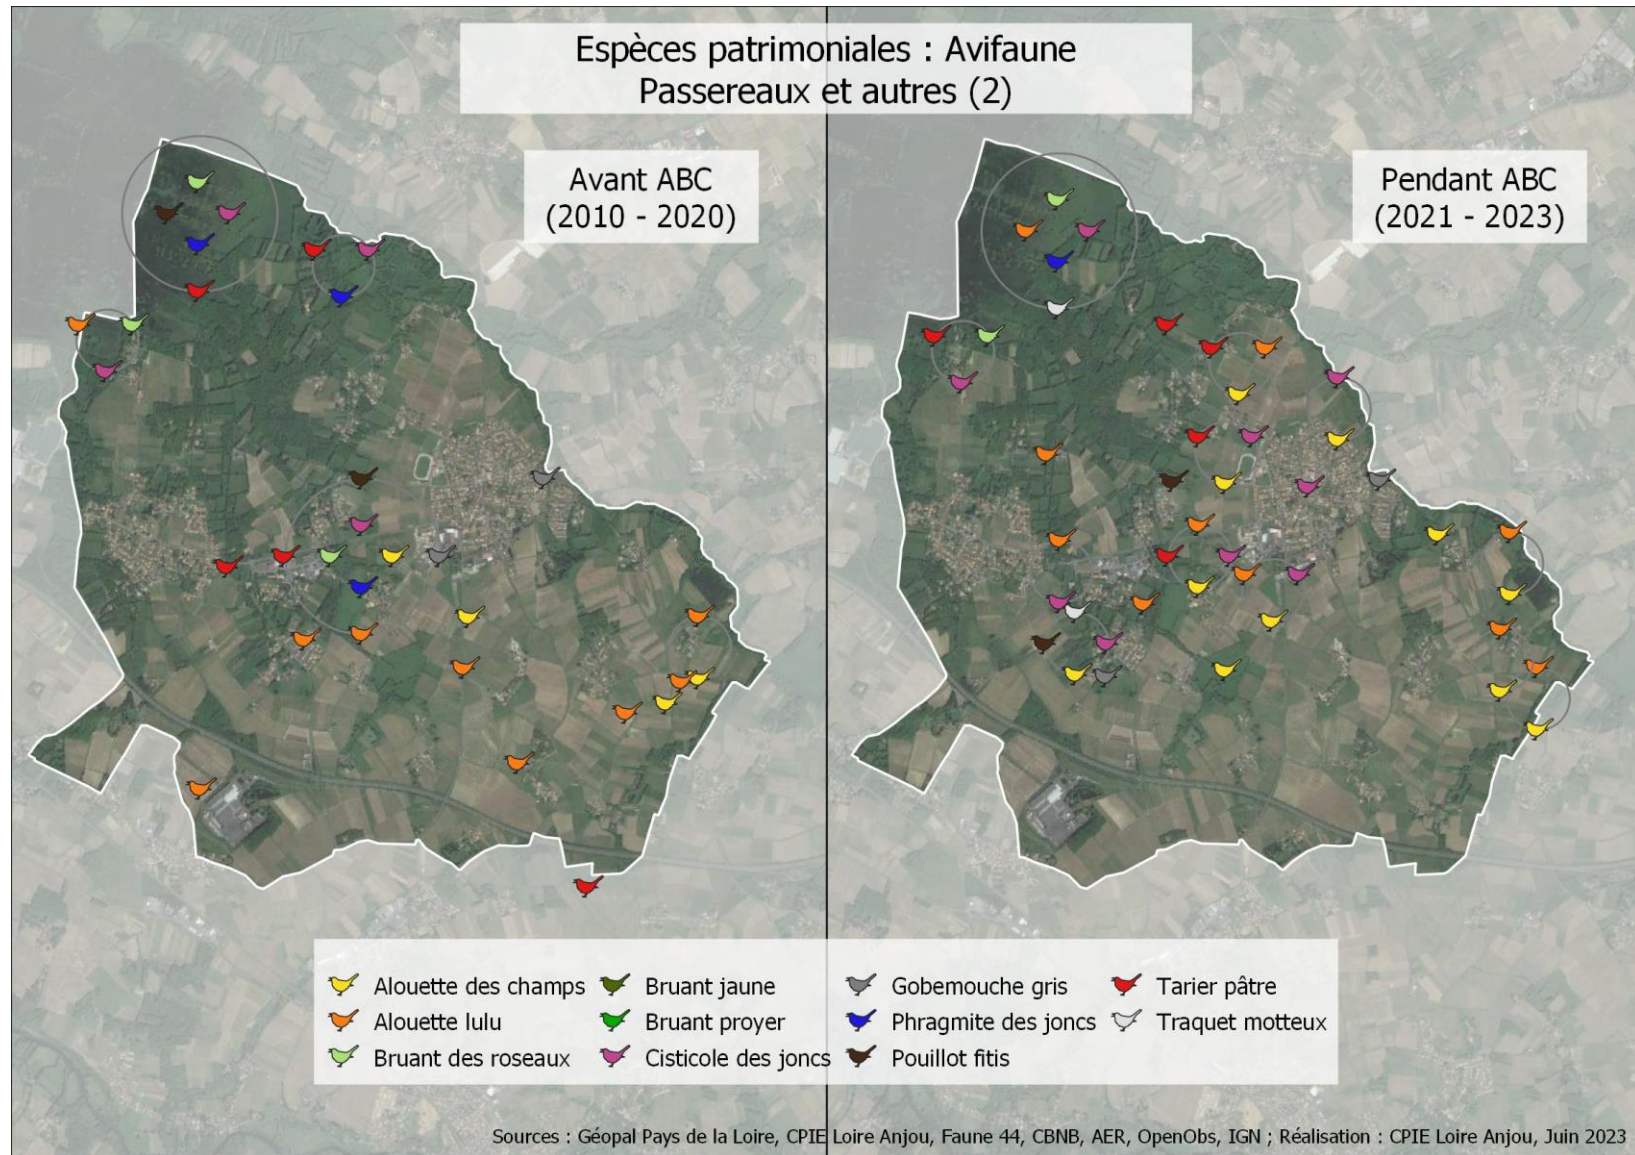 Espèces patrimoniales : Avifaune
Passereaux et autres (2)
Avant ABC
(2010 - 2020)
Pendant ABC
(2021 - 2023)
Alouette des champs
Alouette lulu
Bruant des roseaux
Bruant jaune
Bruant proyer
Cisticole des joncs
Gobemouche gris
Phragmite des joncs
Pouillot fitis
Tarier pâtre
Traquet motteux
Sources : Géopal Pays de la Loire, CPIE Loire Anjou, Faune 44, CBNB, AER, OpenObs, IGN ; Réalisation : CPIE Loire Anjou, Juin 2023